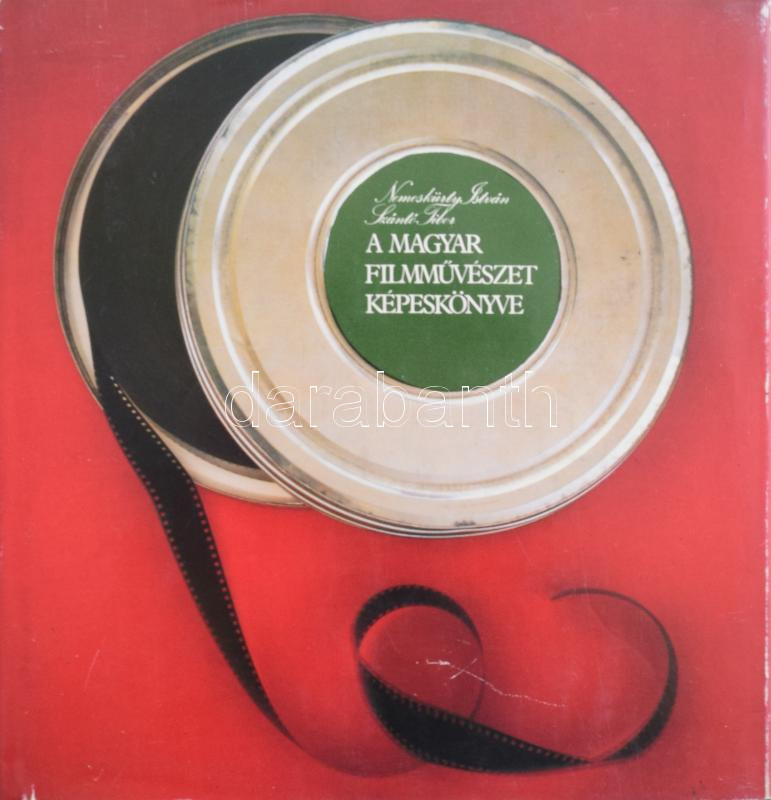 Nemeskürty István
Szántó Tibor
A MAGYAR
FILMMŰVÉSZET
KÉPESKÖNYVE
darabanth